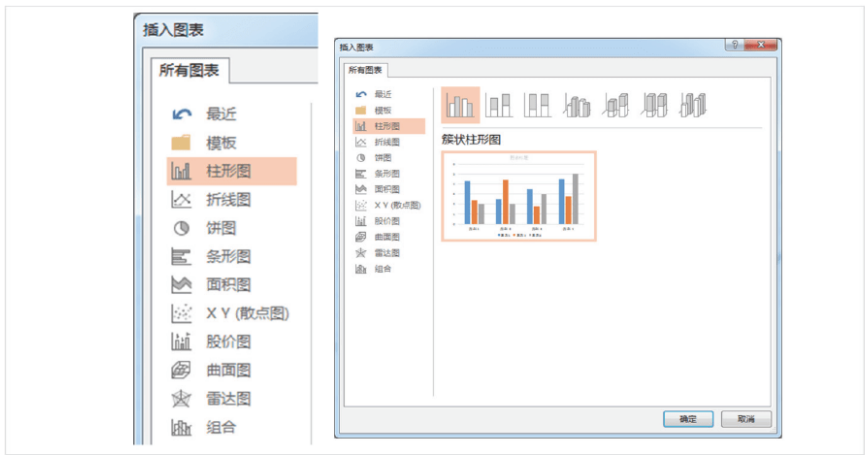 插入图表
所有图表
最近
模板
柱形图
折线图
饼图
条形图
面积图
X Y (散点图)
股价图
曲面图
雷达图
组合
插入图表
所有图表
最近
模板
柱形图
折线图
饼图
条形图
面积图
X Y (散点图)
股价图
曲面图
雷达图
组合
簇状柱形图
确定
取消